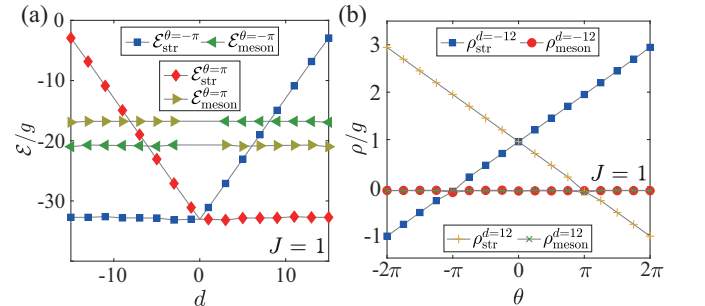 (a)
0
-10
-20
-30
ℰ/g
-10
0
10
d
ℰ_str^{θ=−π} ℰ_meson^{θ=−π}
ℰ_str^{θ=π}
ℰ_meson^{θ=π}
J = 1
(b)
3
2
1
0
-1
ρ/g
-2π
-π
0
π
2π
θ
ρ_str^{d=−12} ρ_meson^{d=−12}
J = 1
ρ_str^{d=12} ρ_meson^{d=12}